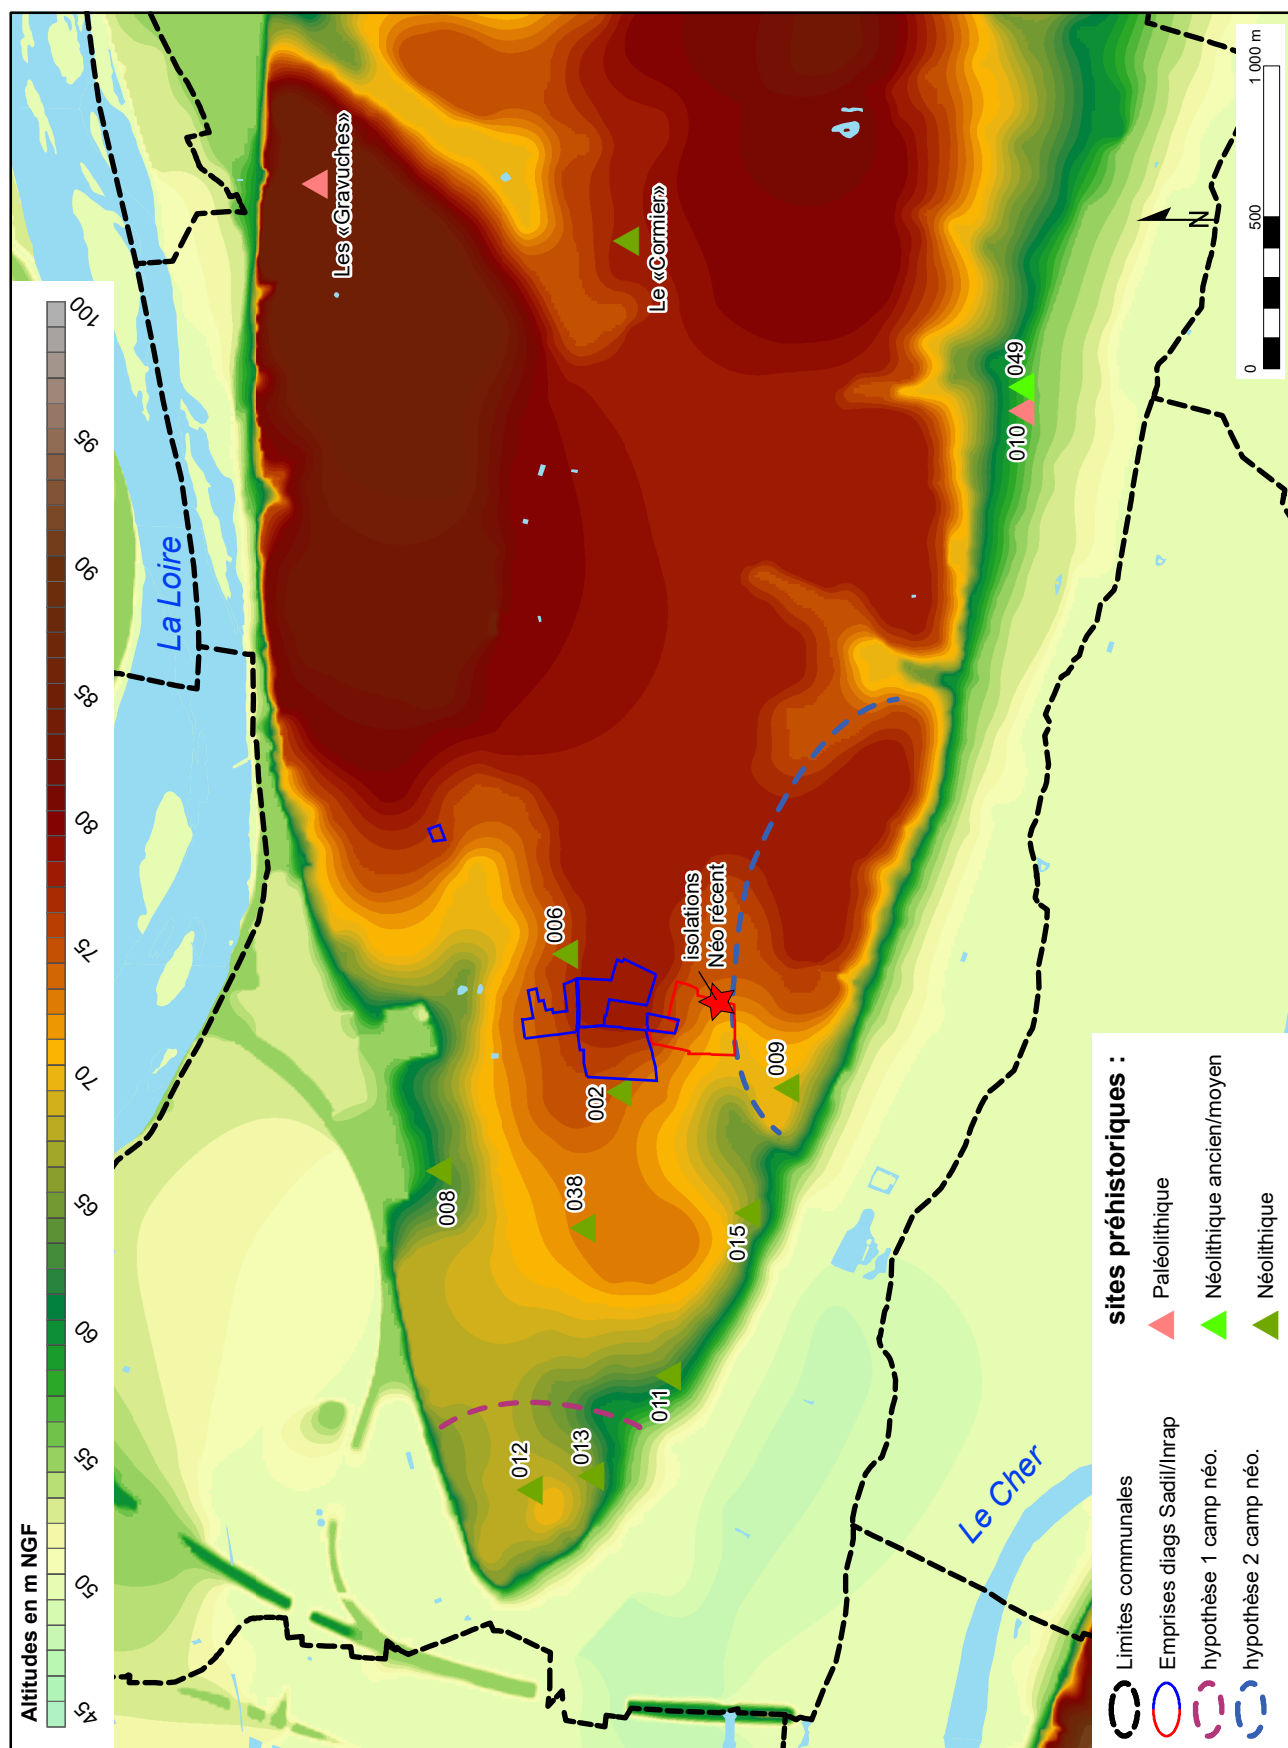 Altitudes en m NGF
45
50
55
60
65
70
75
80
85
90
95
100
La Loire
Les «Gravuches»
Le «Cormier»
006
008
002
038
isolations
Néo récent
009
015
012
013
011
010
049
Le Cher
N
0
500
1 000 m
Limites communales
Emprises diags Sadil/Inrap
hypothèse 1 camp néo.
hypothèse 2 camp néo.
sites préhistoriques :
Paléolithique
Néolithique ancien/moyen
Néolithique